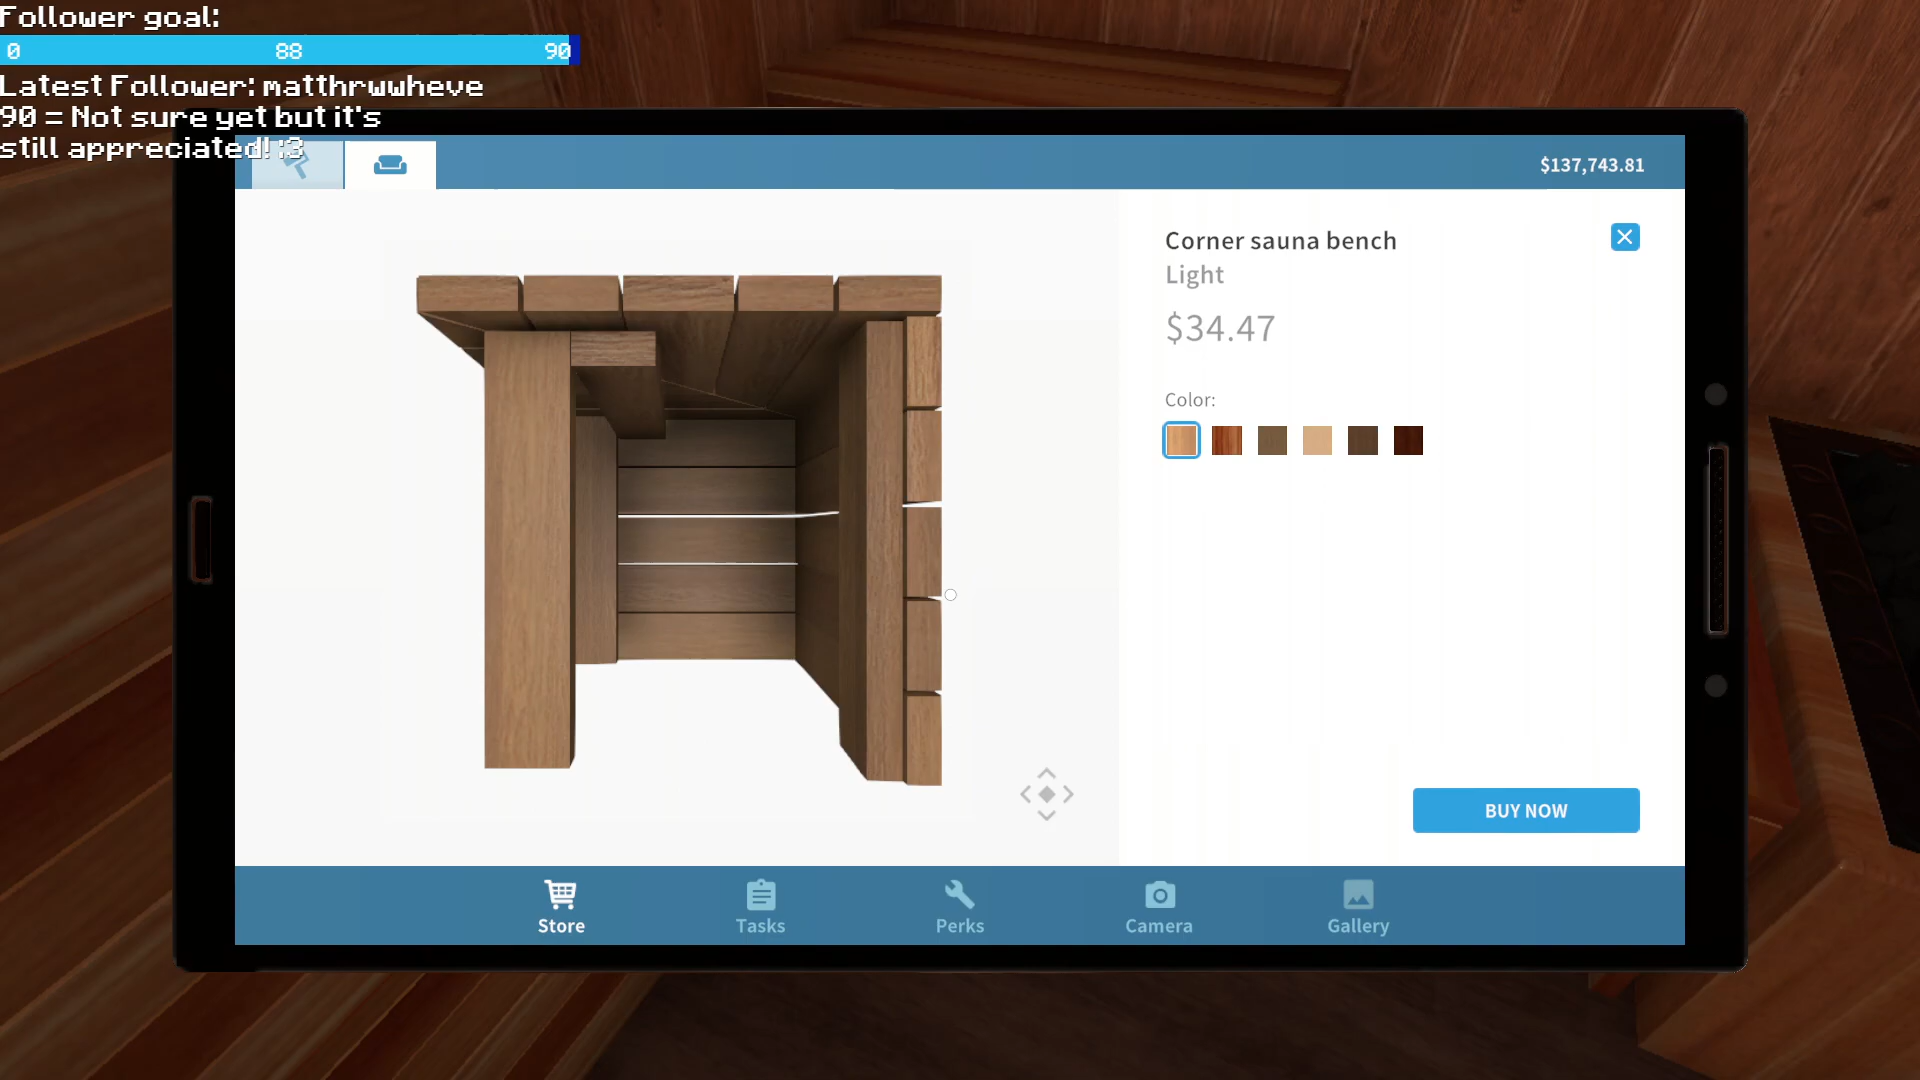 Follower goal:
0 88 90
Latest Follower: matthrwwheve
90 = Not sure yet but it's
still appreciated! :3
$137,743.81
Corner sauna bench
Light
$34.47
Color:
BUY NOW
Store Tasks Perks Camera Gallery